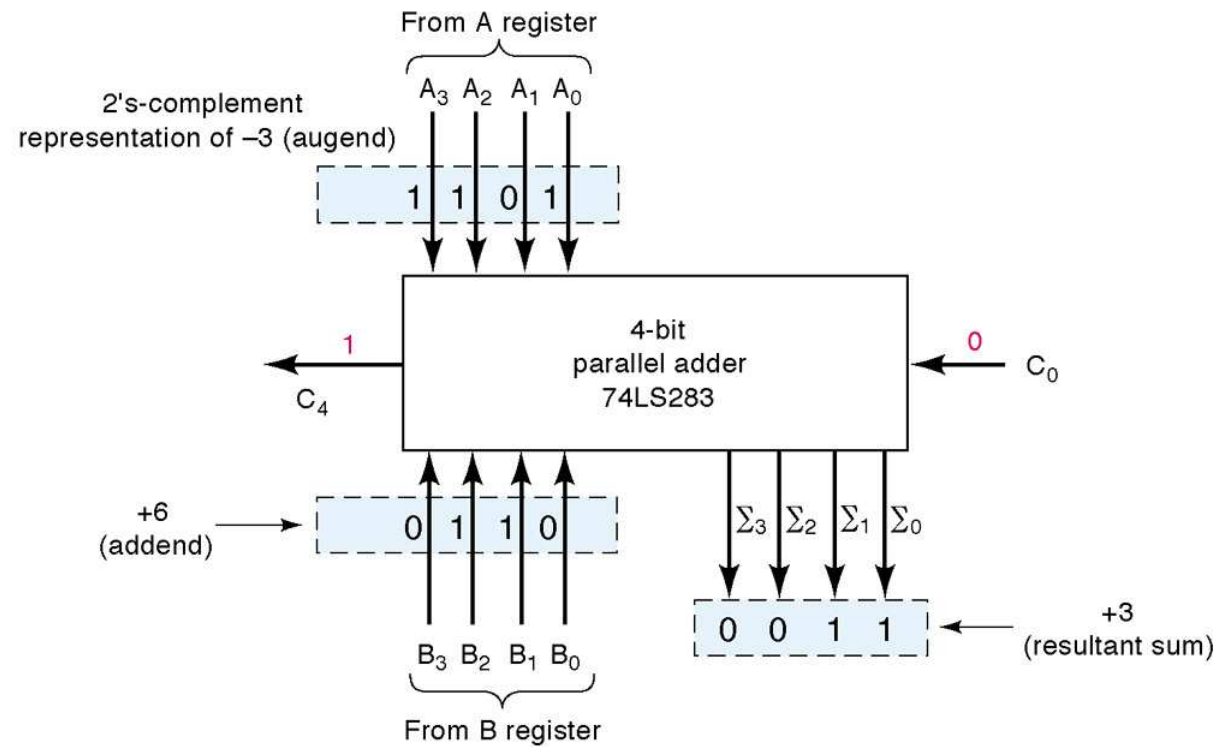 From A register
A₃ A₂ A₁ A₀
2's-complement
representation of –3 (augend)
1 1 0 1
4-bit
parallel adder
74LS283
1
C₄
0
C₀
+6
(addend)
0 1 1 0
Σ₃ Σ₂ Σ₁ Σ₀
0 0 1 1
+3
(resultant sum)
B₃ B₂ B₁ B₀
From B register